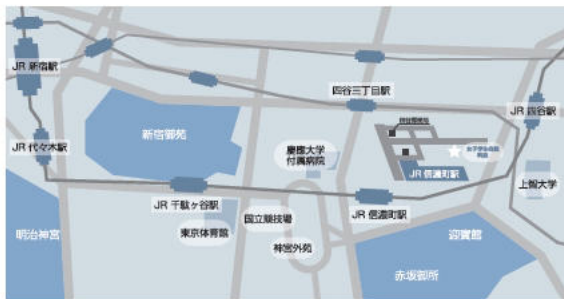 JR 新宿駅
四谷三丁目駅
JR 四谷駅
JR 代々木駅
新宿御苑
慶應大学
付属病院
JR 信濃町駅
上智大学
JR 千駄ヶ谷駅
JR 信濃町駅
東京体育館
国立競技場
明治神宮
神宮外苑
迎賓館
赤坂御所